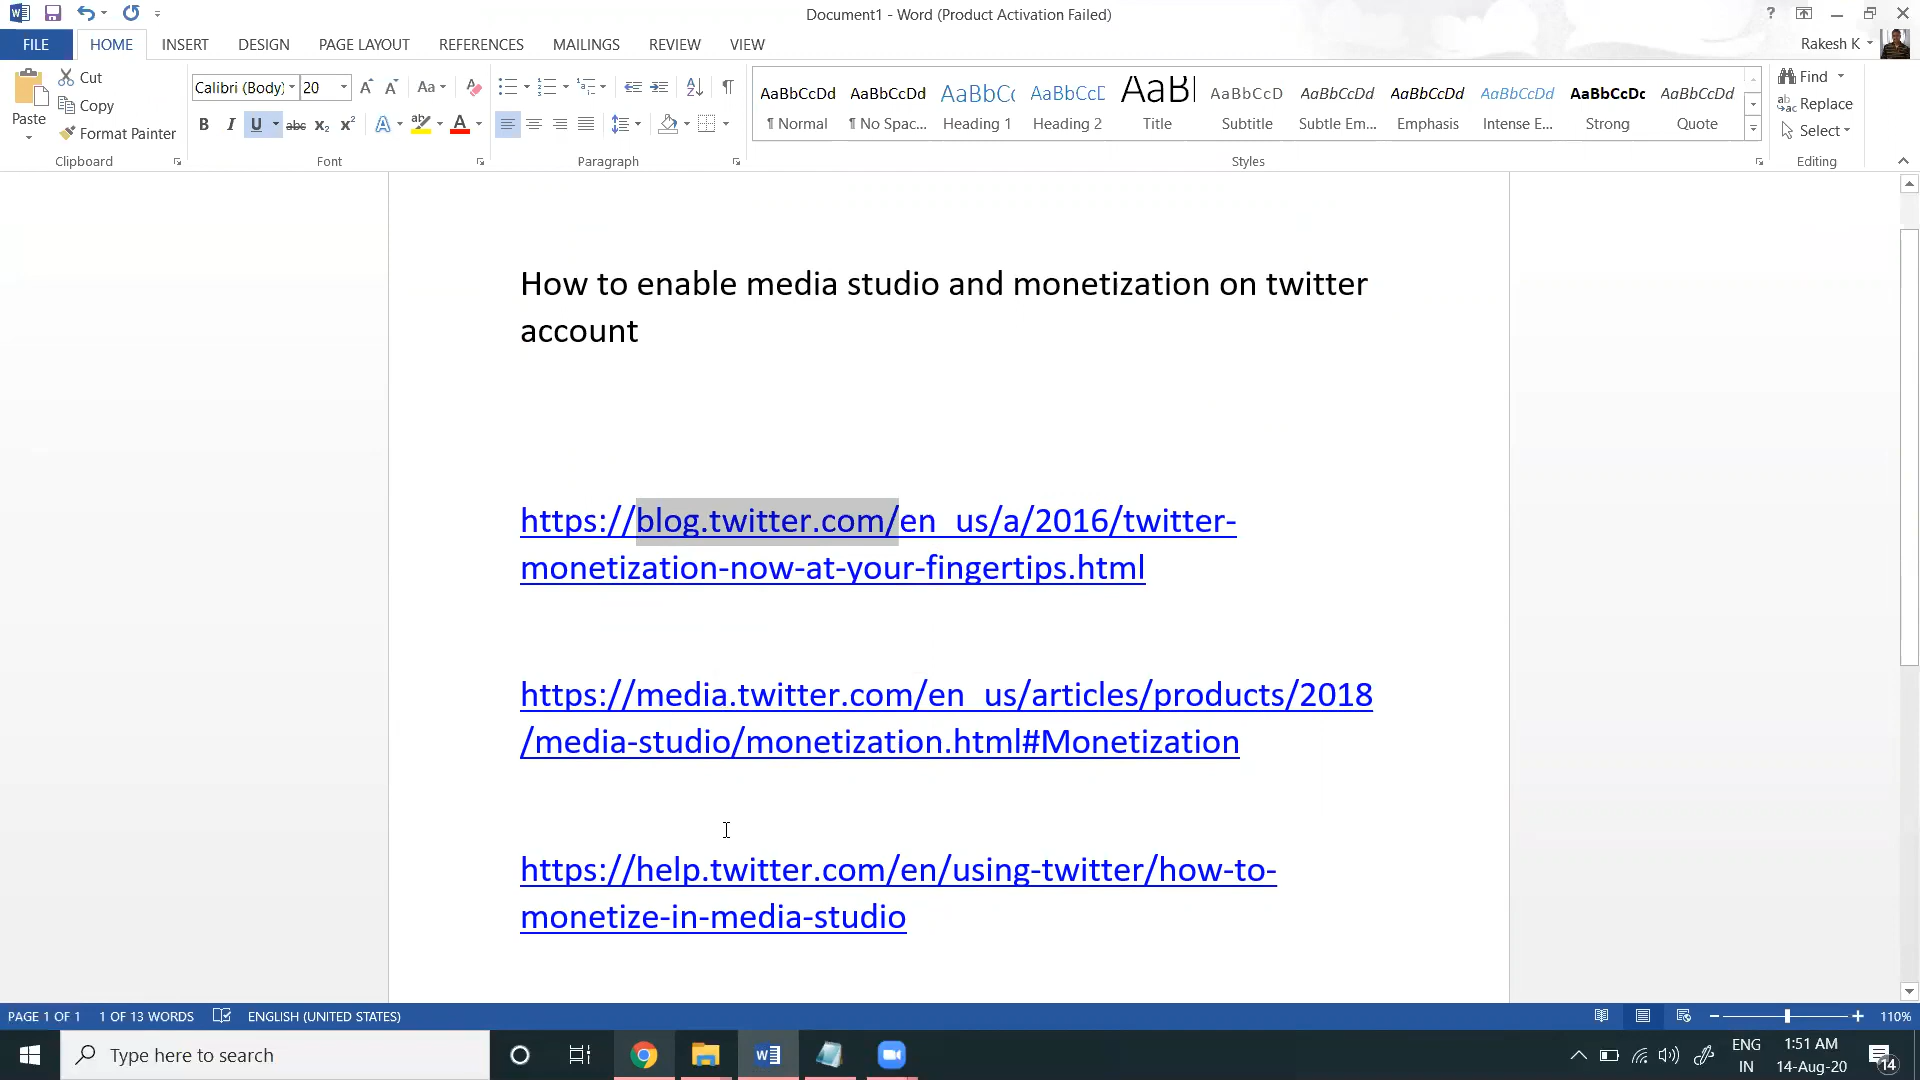 Document1 - Word (Product Activation Failed)
FILE HOME INSERT DESIGN PAGE LAYOUT REFERENCES MAILINGS REVIEW VIEW Rakesh K
Paste
Cut
Copy
Format Painter
Clipboard
Calibri (Body) 20
Font
Paragraph
AaBbCcDd AaBbCcDd AaBbC AaBbCcD AaBl AaBbCcD AaBbCcDd AaBbCcDd AaBbCcDd AaBbCcDc AaBbCcDd
¶ Normal ¶ No Spac... Heading 1 Heading 2 Title Subtitle Subtle Em... Emphasis Intense E... Strong Quote
Styles
Find
Replace
Select
Editing
How to enable media studio and monetization on twitter
account
https://blog.twitter.com/en_us/a/2016/twitter-
monetization-now-at-your-fingertips.html
https://media.twitter.com/en_us/articles/products/2018
/media-studio/monetization.html#Monetization
https://help.twitter.com/en/using-twitter/how-to-
monetize-in-media-studio
PAGE 1 OF 1 1 OF 13 WORDS ENGLISH (UNITED STATES) 110%
Type here to search
ENG
IN
1:51 AM
14-Aug-20
14